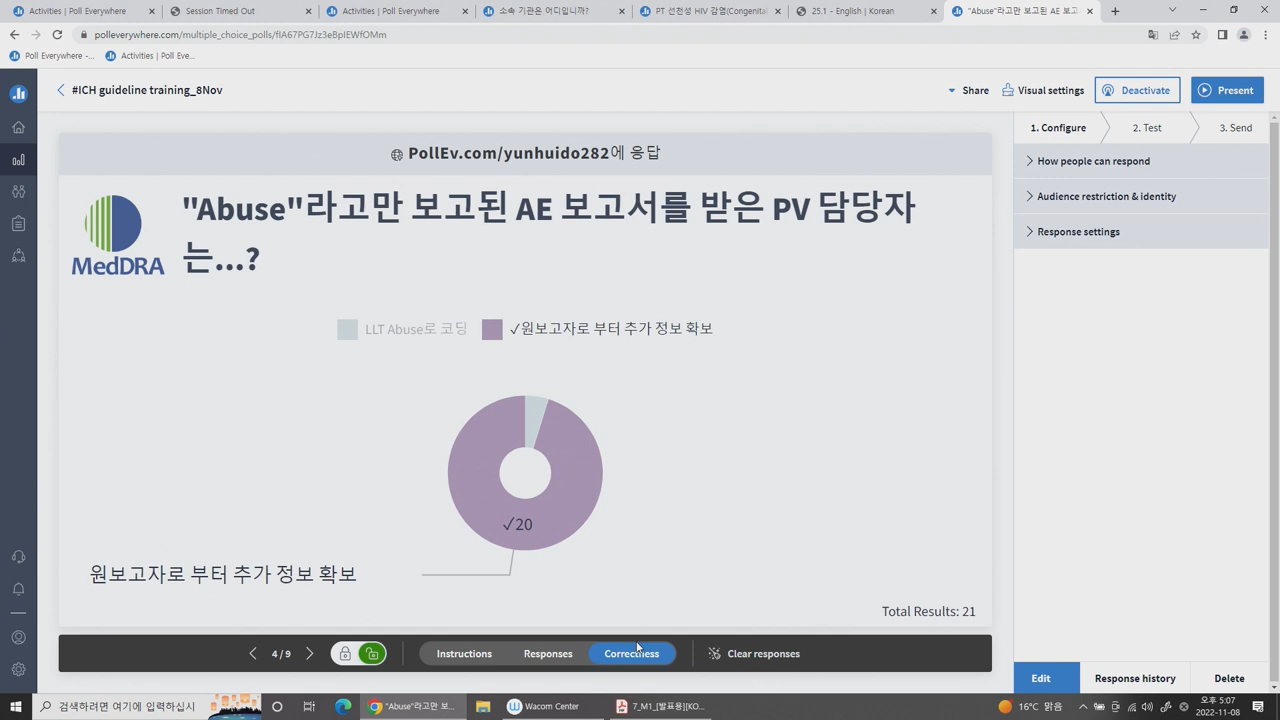 Activities | Poll Everywhere
Session Timed Out
Activities | Poll Everywhere
소속 기관은 어디입니까?
PT 선천성 HIV 감염(Congenital
25.1 - English | Korean
"Abuse"라고만 보고된 AE 보고
polleverywhere.com/multiple_choice_polls/flA67PG7Jz3eBpIEWfOMm
Poll Everywhere -...
Activities | Poll Eve...
#ICH guideline training_8Nov
Share
Visual settings
Deactivate
Present
1. Configure
2. Test
3. Send
PollEv.com/yunhuido282에 응답
How people can respond
Audience restriction & identity
Response settings
MedDRA
"Abuse"라고만 보고된 AE 보고서를 받은 PV 담당자
는...?
LLT Abuse로 코딩
✓원보고자로 부터 추가 정보 확보
✓20
원보고자로 부터 추가 정보 확보
Total Results: 21
4 / 9
Instructions
Responses
Correctness
Clear responses
Edit
Response history
Delete
검색하려면 여기에 입력하십시
"Abuse"라고만 보...
Wacom Center
7_M1_[발표용][KO...
16°C 맑음
오후 5:07
2022-11-08